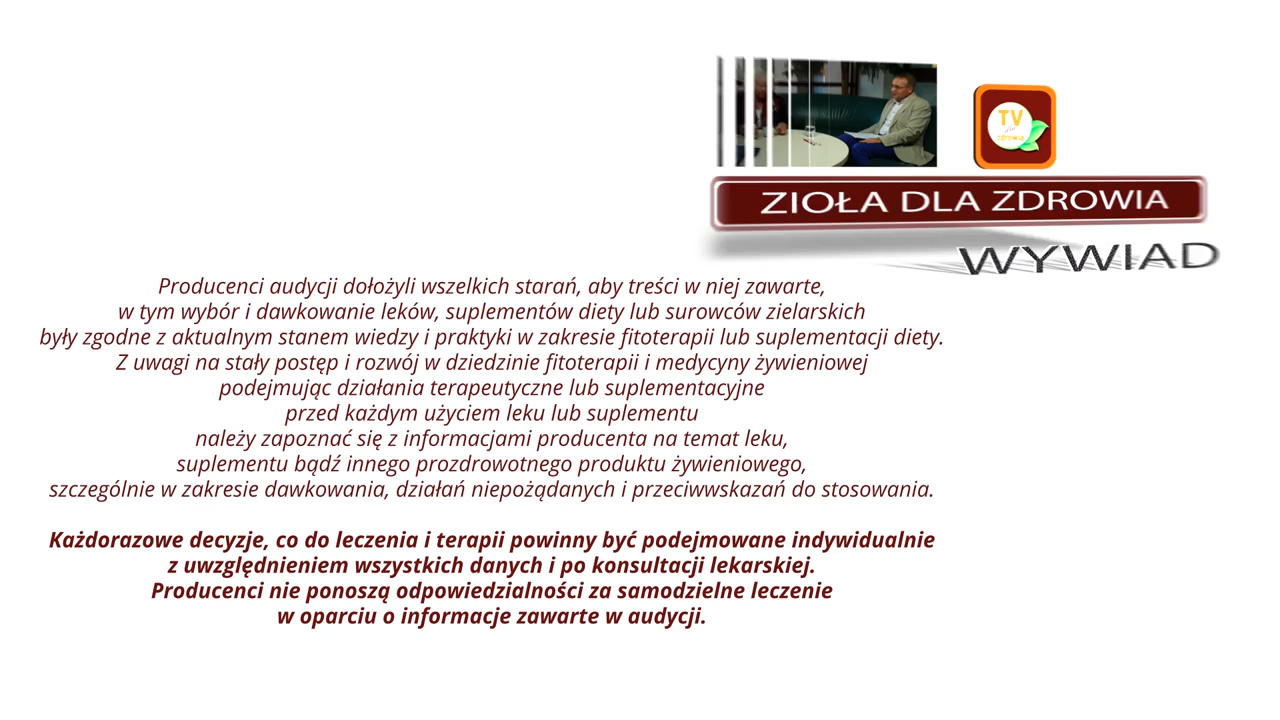 TV
dla
zdrowia
ZIOŁA DLA ZDROWIA
WYWIAD
Producenci audycji dołożyli wszelkich starań, aby treści w niej zawarte,
w tym wybór i dawkowanie leków, suplementów diety lub surowców zielarskich
były zgodne z aktualnym stanem wiedzy i praktyki w zakresie fitoterapii lub suplementacji diety.
Z uwagi na stały postęp i rozwój w dziedzinie fitoterapii i medycyny żywieniowej
podejmując działania terapeutyczne lub suplementacyjne
przed każdym użyciem leku lub suplementu
należy zapoznać się z informacjami producenta na temat leku,
suplementu bądź innego prozdrowotnego produktu żywieniowego,
szczególnie w zakresie dawkowania, działań niepożądanych i przeciwwskazań do stosowania.
Każdorazowe decyzje, co do leczenia i terapii powinny być podejmowane indywidualnie
z uwzględnieniem wszystkich danych i po konsultacji lekarskiej.
Producenci nie ponoszą odpowiedzialności za samodzielne leczenie
w oparciu o informacje zawarte w audycji.